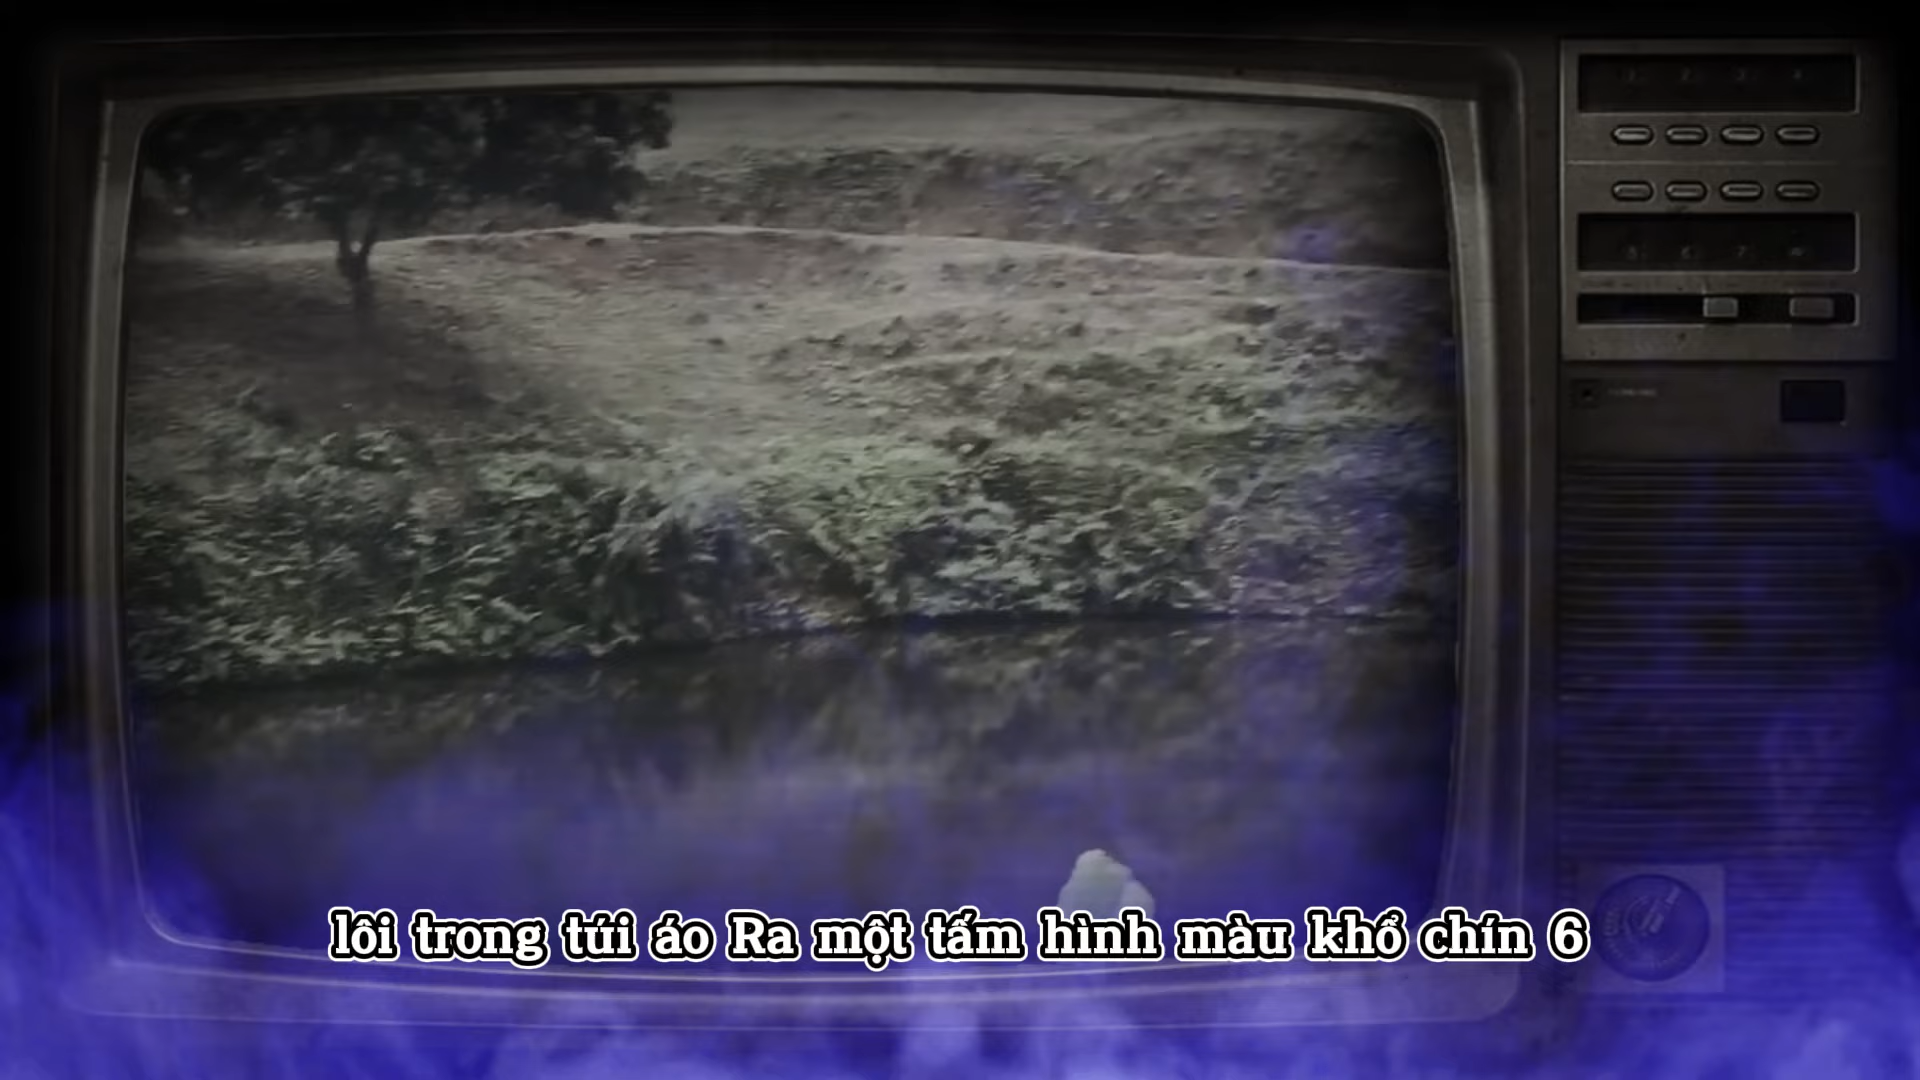 lôi trong túi áo Ra một tấm hình màu khổ chín 6